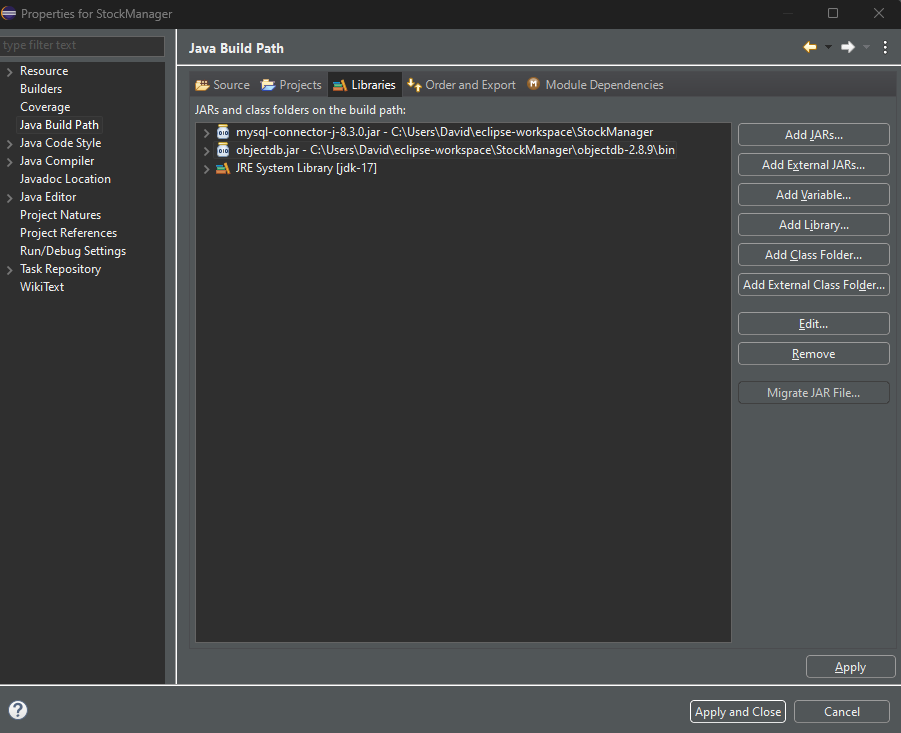 Properties for StockManager
type filter text
Resource
Builders
Coverage
Java Build Path
Java Code Style
Java Compiler
Javadoc Location
Java Editor
Project Natures
Project References
Run/Debug Settings
Task Repository
WikiText
Java Build Path
Source Projects Libraries Order and Export Module Dependencies
JARs and class folders on the build path:
mysql-connector-j-8.3.0.jar - C:\Users\David\eclipse-workspace\StockManager
objectdb.jar - C:\Users\David\eclipse-workspace\StockManager\objectdb-2.8.9\bin
JRE System Library [jdk-17]
Add JARs...
Add External JARs...
Add Variable...
Add Library...
Add Class Folder...
Add External Class Folder...
Edit...
Remove
Migrate JAR File...
Apply
Apply and Close Cancel